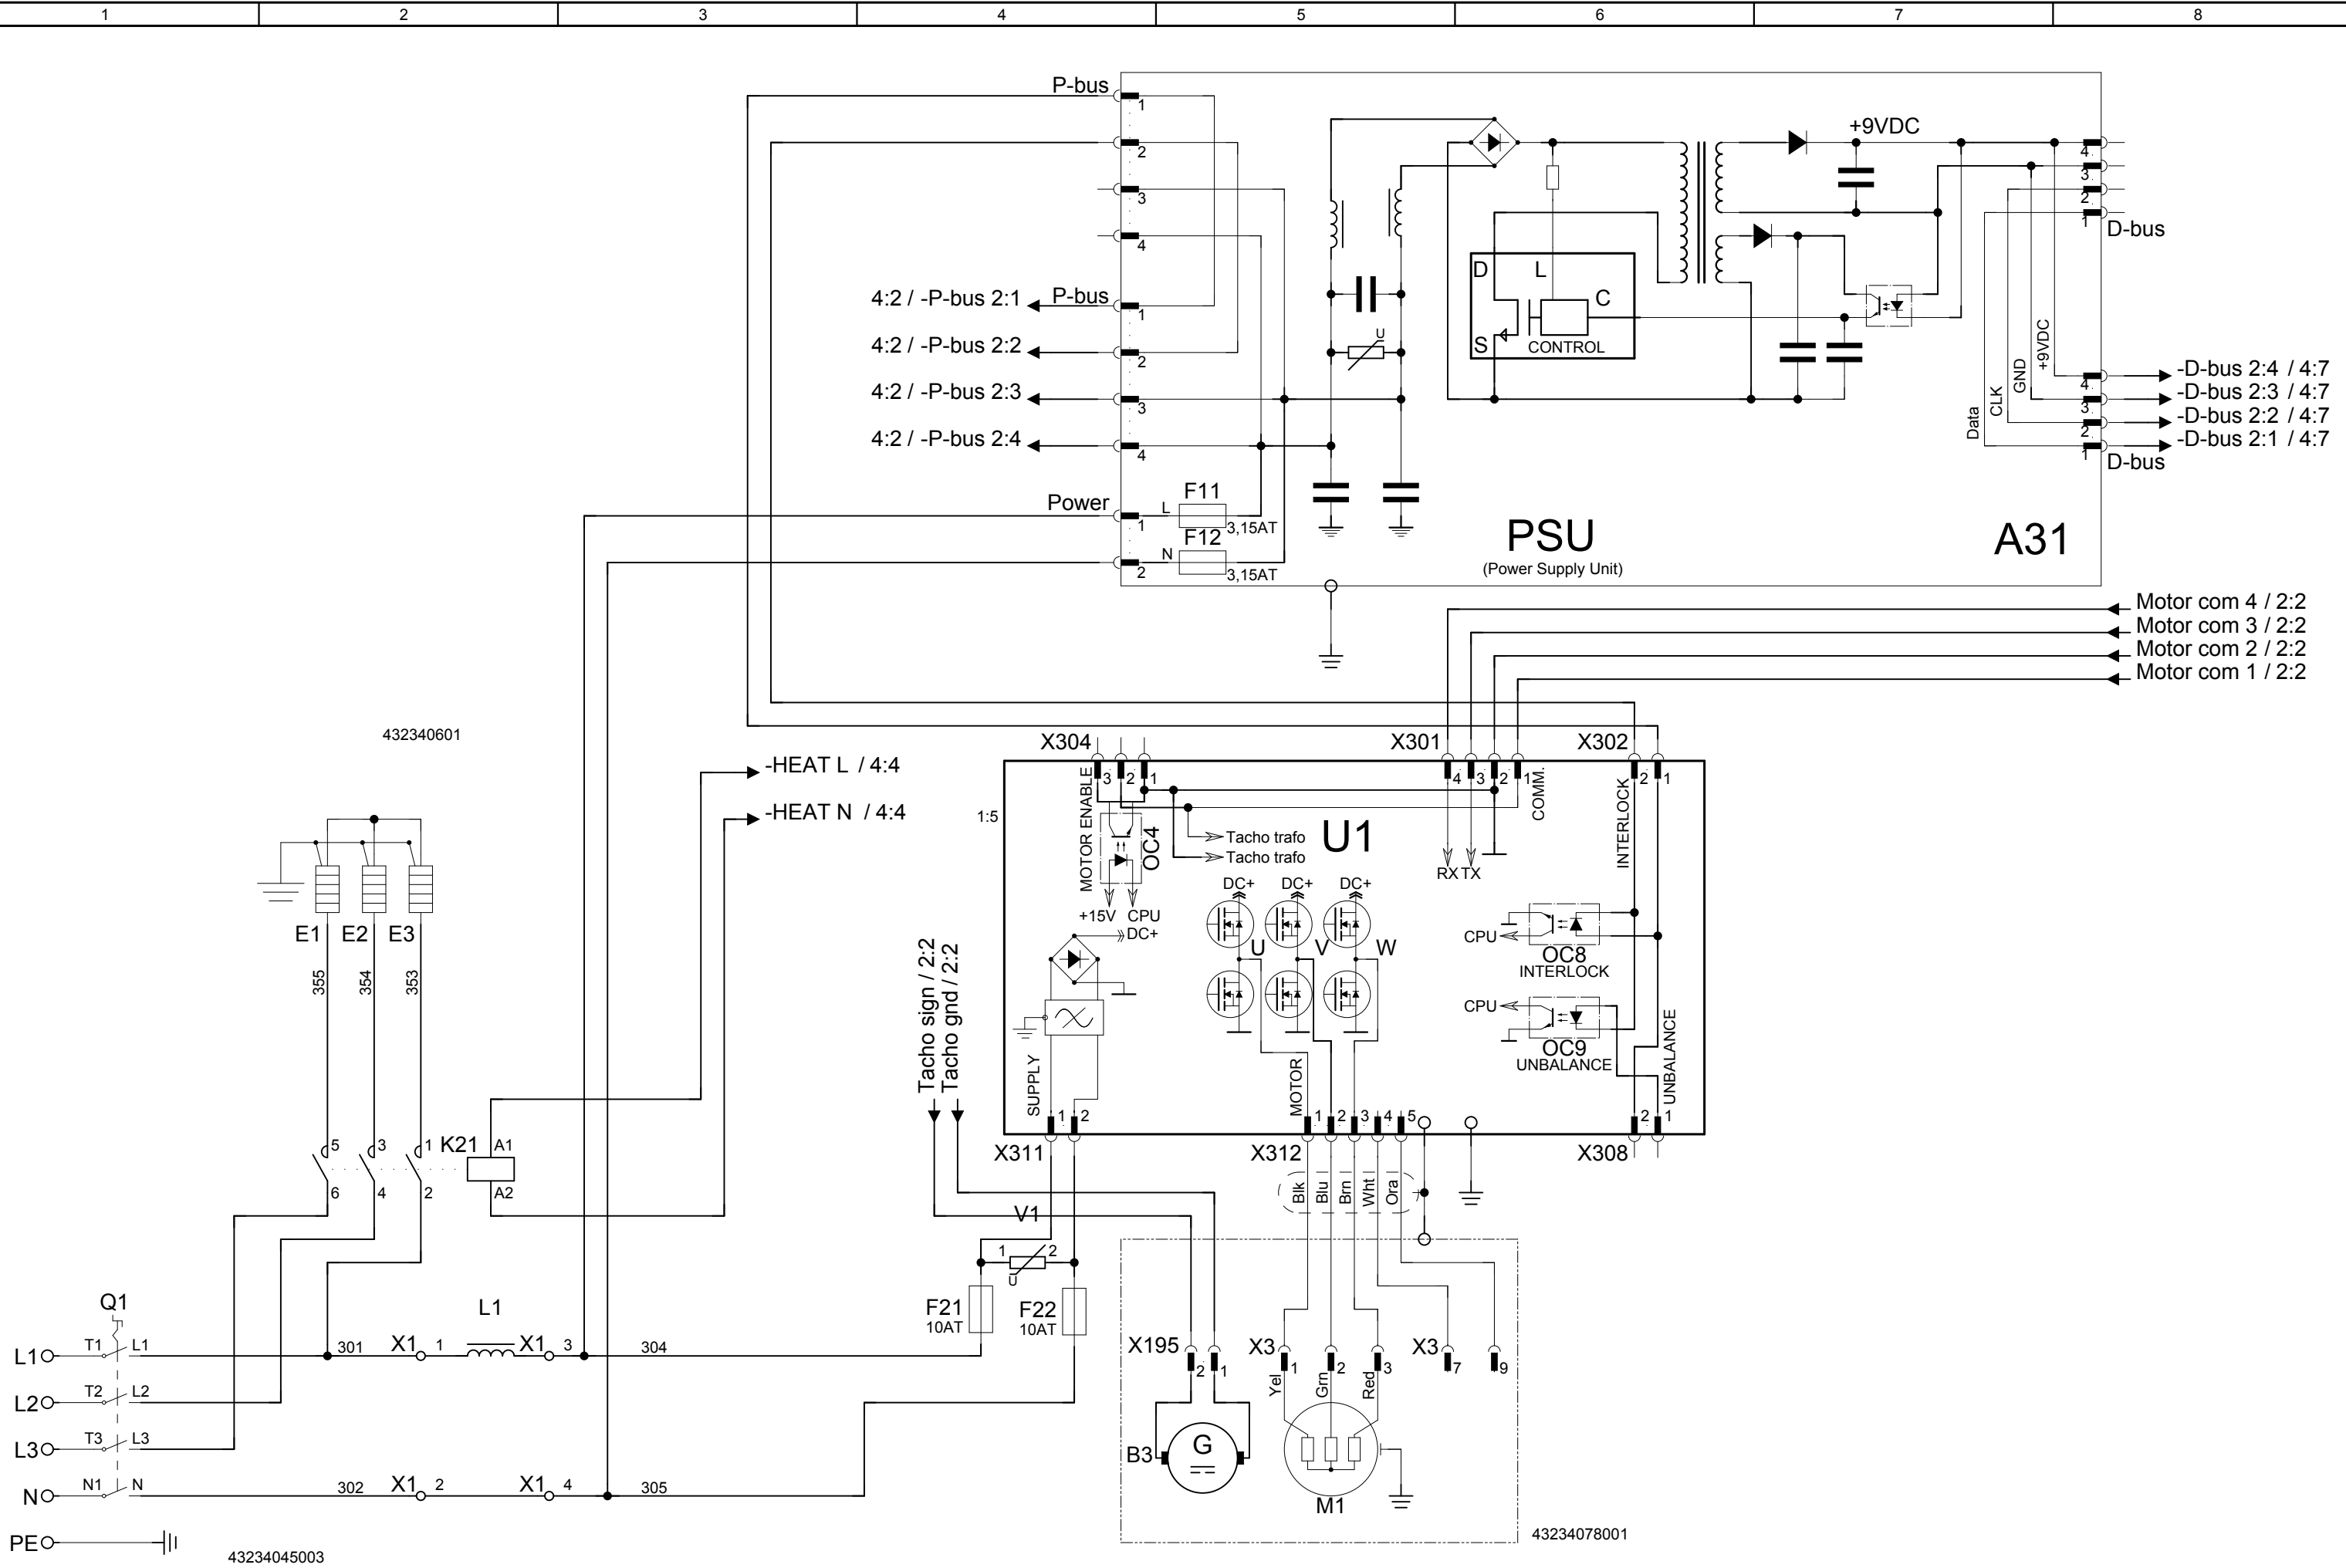 1 2 3 4 5 6 7 8
P-bus
1
2
3
4
4:2 / -P-bus 2:1
P-bus
1
4:2 / -P-bus 2:2
2
4:2 / -P-bus 2:3
3
4:2 / -P-bus 2:4
4
Power
1
L
F11
3,15AT
2
N
F12
3,15AT
D
L
C
S
CONTROL
U
+9VDC
4
3
2
1
D-bus
Data
CLK
GND
+9VDC
4
3
2
1
D-bus
-D-bus 2:4 / 4:7
-D-bus 2:3 / 4:7
-D-bus 2:2 / 4:7
-D-bus 2:1 / 4:7
PSU
(Power Supply Unit)
A31
Motor com 4 / 2:2
Motor com 3 / 2:2
Motor com 2 / 2:2
Motor com 1 / 2:2
432340601
-HEAT L / 4:4
-HEAT N / 4:4
1:5
X304
3 2 1
MOTOR ENABLE
OC4
+15V CPU
Tacho trafo
Tacho trafo
U1
X301
4 3 2 1
COMM.
RX TX
X302
2 1
INTERLOCK
DC+ DC+ DC+
U V W
DC+
CPU
OC8
INTERLOCK
CPU
OC9
UNBALANCE
UNBALANCE
SUPPLY
1 2
X311
MOTOR
1 2 3 4 5
X312
2 1
X308
Blk Blu Brn Wht Ora
Tacho sign / 2:2
Tacho gnd / 2:2
V1
1 2
U
F21
10AT
F22
10AT
E1 E2 E3
355 354 353
5 3 1
6 4 2
K21
A1
A2
Q1
L1
L1 T1 L1 301 X1 1 X1 3 304
L2 T2 L2
L3 T3 L3
N N1 N 302 X1 2 X1 4 305
PE
43234045003
X195
2 1
B3
G
X3
1 2 3
X3
7 9
Yel Grn Red
M1
43234078001